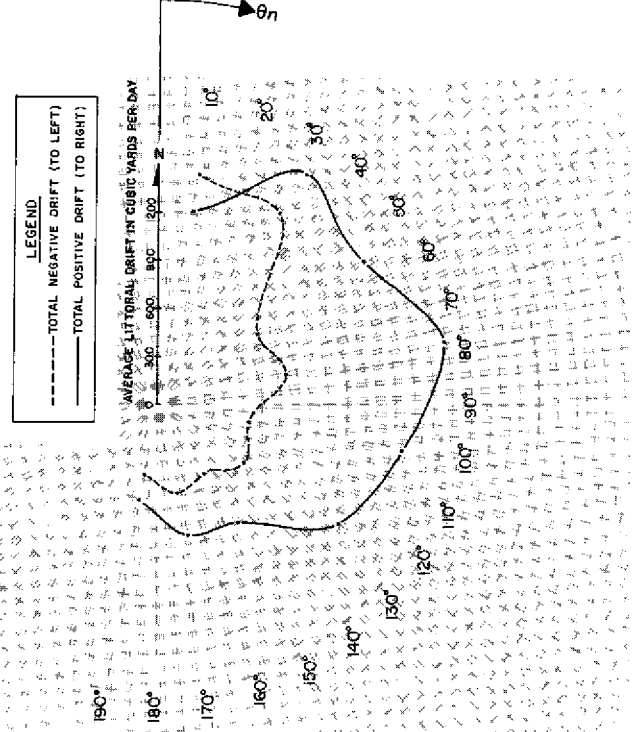 θn
LEGEND
TOTAL NEGATIVE DRIFT (TO LEFT)
TOTAL POSITIVE DRIFT (TO RIGHT)
AVERAGE LITTORAL DRIFT IN CUBIC YARDS PER DAY
0 300 600 900 1200
N
10°
20°
30°
40°
50°
60°
70°
80°
90°
100°
110°
120°
130°
140°
150°
160°
170°
180°
190°